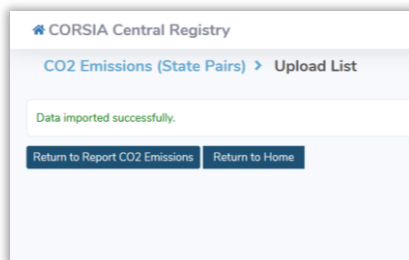 CORSIA Central Registry
CO2 Emissions (State Pairs) > Upload List
Data imported successfully.
Return to Report CO2 Emissions Return to Home